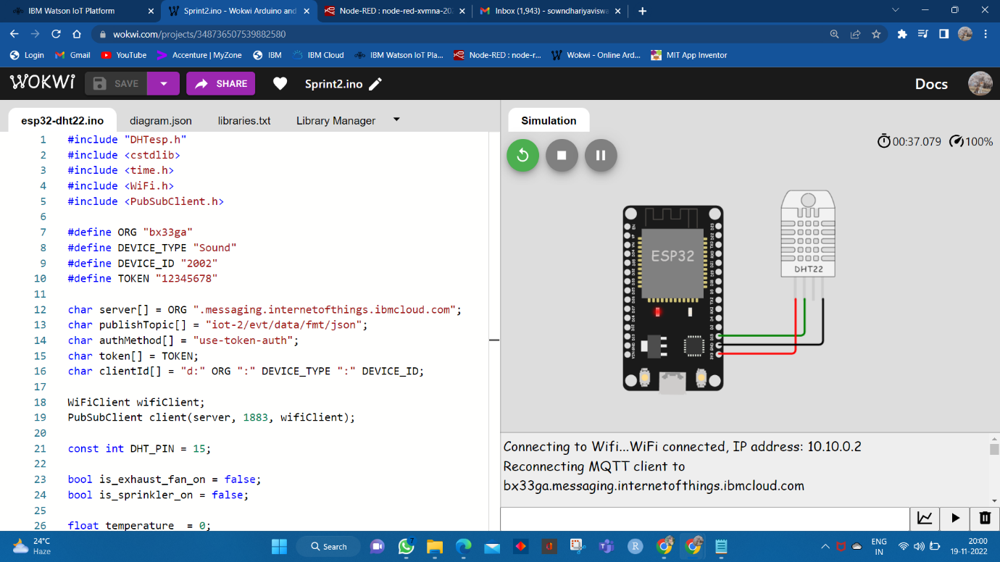 IBM Watson IoT Platform
Sprint2.ino - Wokwi Arduino and
Node-RED : node-red-xvmna-202
Inbox (1,943) - sowndhariyaviswa
wokwi.com/projects/348736507539882580
Login
Gmail
YouTube
Accenture | MyZone
IBM
IBM Cloud
IBM Watson IoT Pla...
Node-RED : node-r...
Wokwi - Online Ard...
MIT App Inventor
WOKWI
SAVE
SHARE
Sprint2.ino
Docs
esp32-dht22.ino
diagram.json
libraries.txt
Library Manager
1 #include "DHTesp.h"
2 #include <cstdlib>
3 #include <time.h>
4 #include <WiFi.h>
5 #include <PubSubClient.h>
6
7 #define ORG "bx33ga"
8 #define DEVICE_TYPE "Sound"
9 #define DEVICE_ID "2002"
10 #define TOKEN "12345678"
11
12 char server[] = ORG ".messaging.internetofthings.ibmcloud.com";
13 char publishTopic[] = "iot-2/evt/data/fmt/json";
14 char authMethod[] = "use-token-auth";
15 char token[] = TOKEN;
16 char clientId[] = "d:" ORG ":" DEVICE_TYPE ":" DEVICE_ID;
17
18 WiFiClient wifiClient;
19 PubSubClient client(server, 1883, wifiClient);
20
21 const int DHT_PIN = 15;
22
23 bool is_exhaust_fan_on = false;
24 bool is_sprinkler_on = false;
25
26 float temperature = 0;
Simulation
00:37.079
100%
ESP32
DHT22
Connecting to Wifi...WiFi connected, IP address: 10.10.0.2
Reconnecting MQTT client to
bx33ga.messaging.internetofthings.ibmcloud.com
24°C
Haze
Search
7
ENG
IN
20:00
19-11-2022